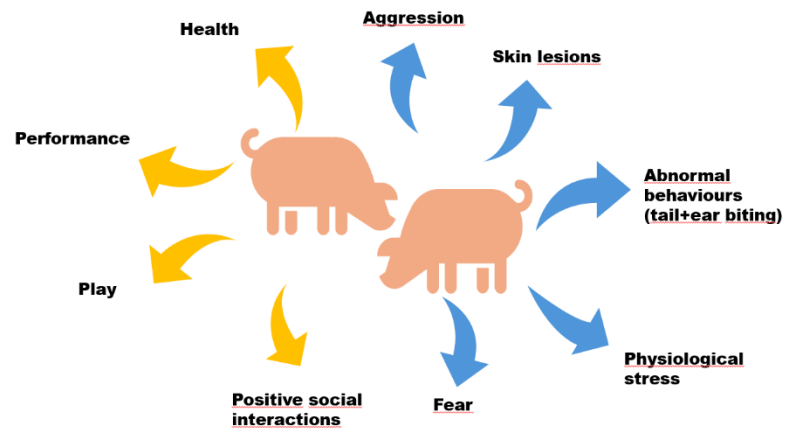 Aggression
Health
Skin lesions
Performance
Abnormal
behaviours
(tail+ear biting)
Play
Physiological
stress
Positive social
interactions
Fear